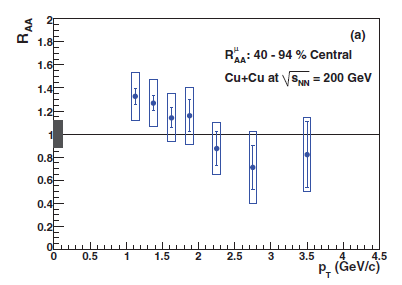 R_AA
(a)
R^μ_AA: 40 - 94 % Central
Cu+Cu at √s_NN = 200 GeV
2
1.8
1.6
1.4
1.2
1
0.8
0.6
0.4
0.2
0
0 0.5 1 1.5 2 2.5 3 3.5 4 4.5
p_T (GeV/c)